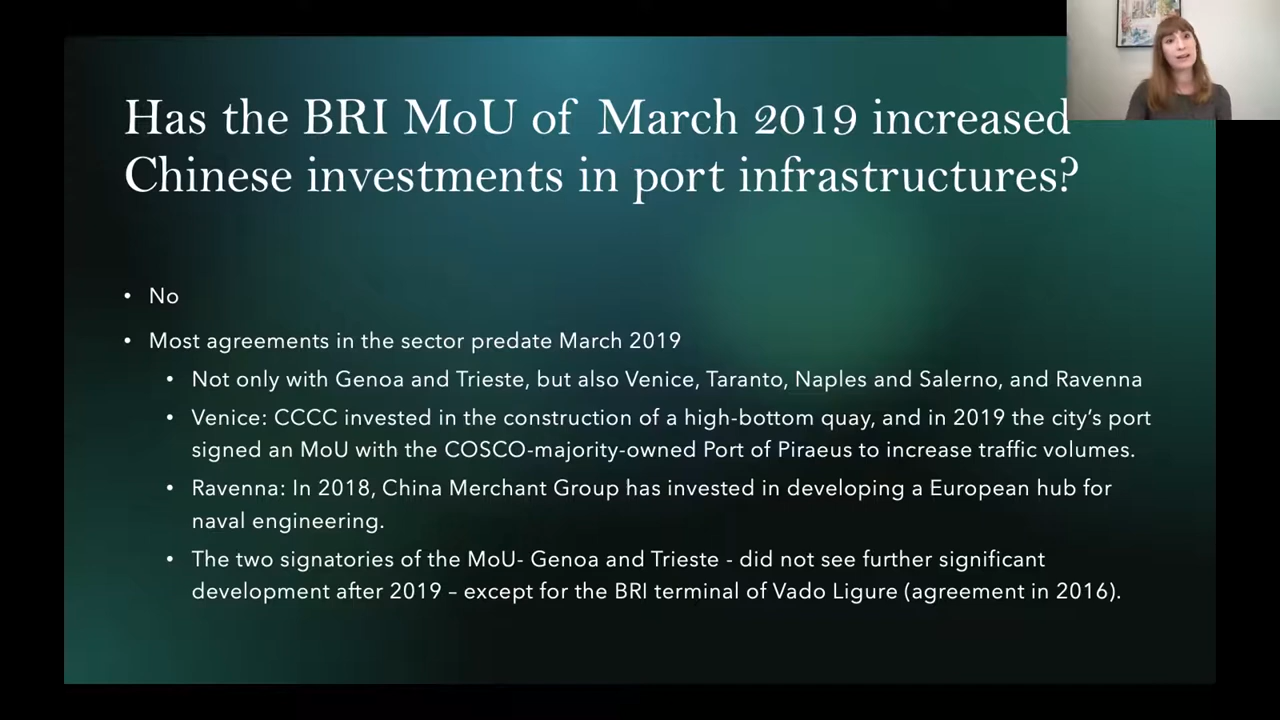 Has the BRI MoU of March 2019 increased
Chinese investments in port infrastructures?
• No
• Most agreements in the sector predate March 2019
• Not only with Genoa and Trieste, but also Venice, Taranto, Naples and Salerno, and Ravenna
• Venice: CCCC invested in the construction of a high-bottom quay, and in 2019 the city's port
signed an MoU with the COSCO-majority-owned Port of Piraeus to increase traffic volumes.
• Ravenna: In 2018, China Merchant Group has invested in developing a European hub for
naval engineering.
• The two signatories of the MoU- Genoa and Trieste - did not see further significant
development after 2019 – except for the BRI terminal of Vado Ligure (agreement in 2016).